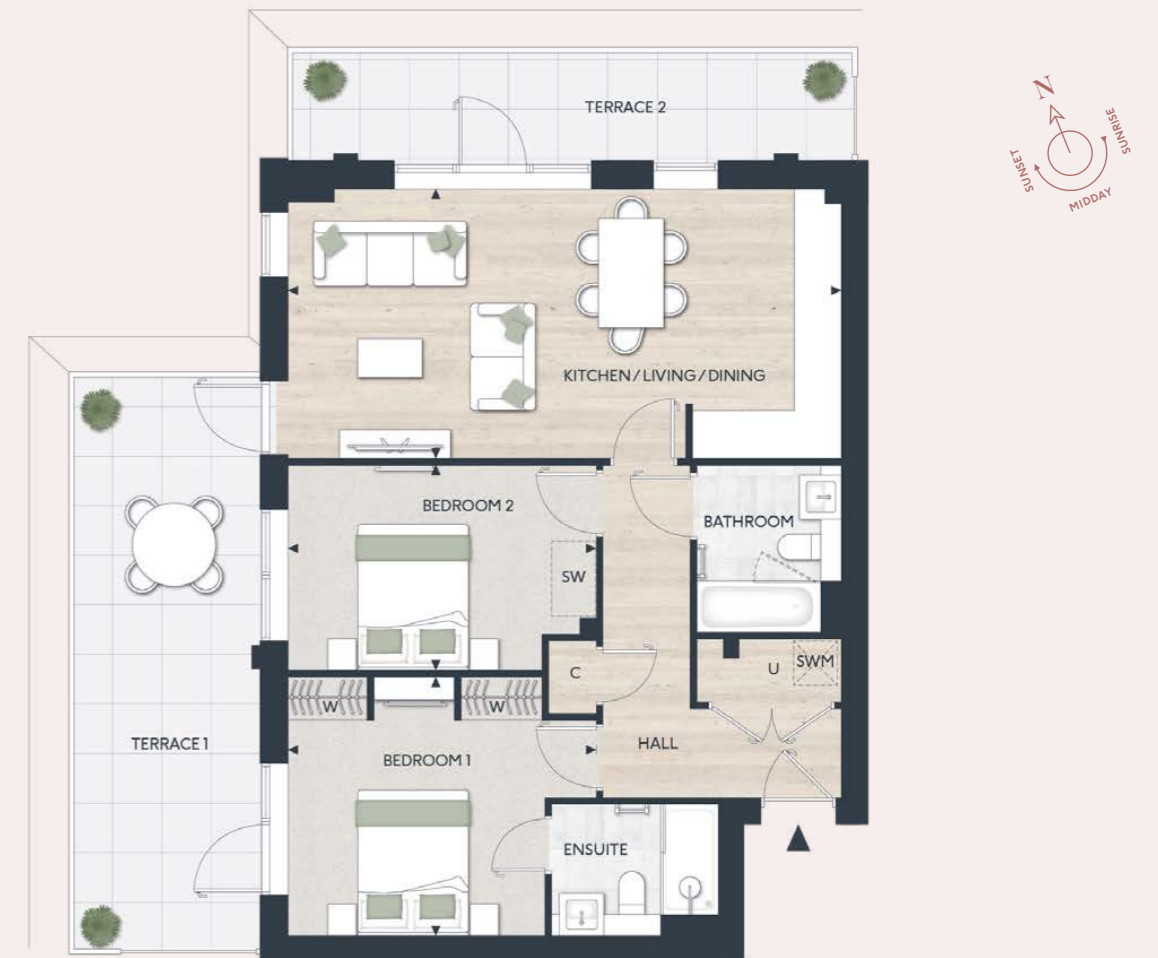 TERRACE 2
N
SUNRISE
SUNSET
MIDDAY
KITCHEN / LIVING / DINING
BEDROOM 2
BATHROOM
SW
C
U
SWM
W
W
TERRACE 1
HALL
BEDROOM 1
ENSUITE